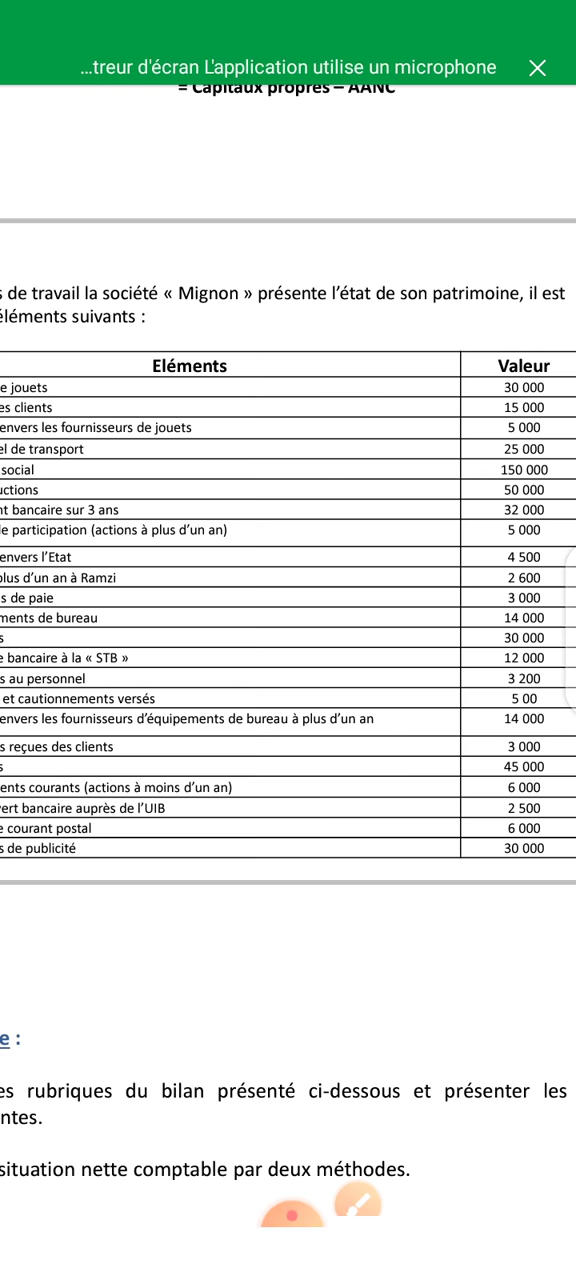 ...treur d'écran L'application utilise un microphone
= Capitaux propres – AANC
de travail la société « Mignon » présente l'état de son patrimoine, il est
éléments suivants :
Eléments Valeur
e jouets 30 000
es clients 15 000
envers les fournisseurs de jouets 5 000
el de transport 25 000
social 150 000
uctions 50 000
nt bancaire sur 3 ans 32 000
de participation (actions à plus d'un an) 5 000
envers l'Etat 4 500
plus d'un an à Ramzi 2 600
s de paie 3 000
ments de bureau 14 000
s 30 000
e bancaire à la « STB » 12 000
s au personnel 3 200
et cautionnements versés 5 00
envers les fournisseurs d'équipements de bureau à plus d'un an 14 000
s reçues des clients 3 000
s 45 000
ents courants (actions à moins d'un an) 6 000
vert bancaire auprès de l'UIB 2 500
e courant postal 6 000
s de publicité 30 000
e :
es rubriques du bilan présenté ci-dessous et présenter les
ntes.
situation nette comptable par deux méthodes.